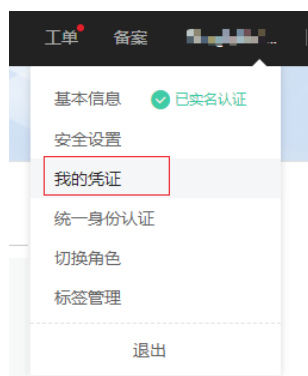 工单 备案
基本信息 已实名认证
安全设置
我的凭证
统一身份认证
切换角色
标签管理
退出